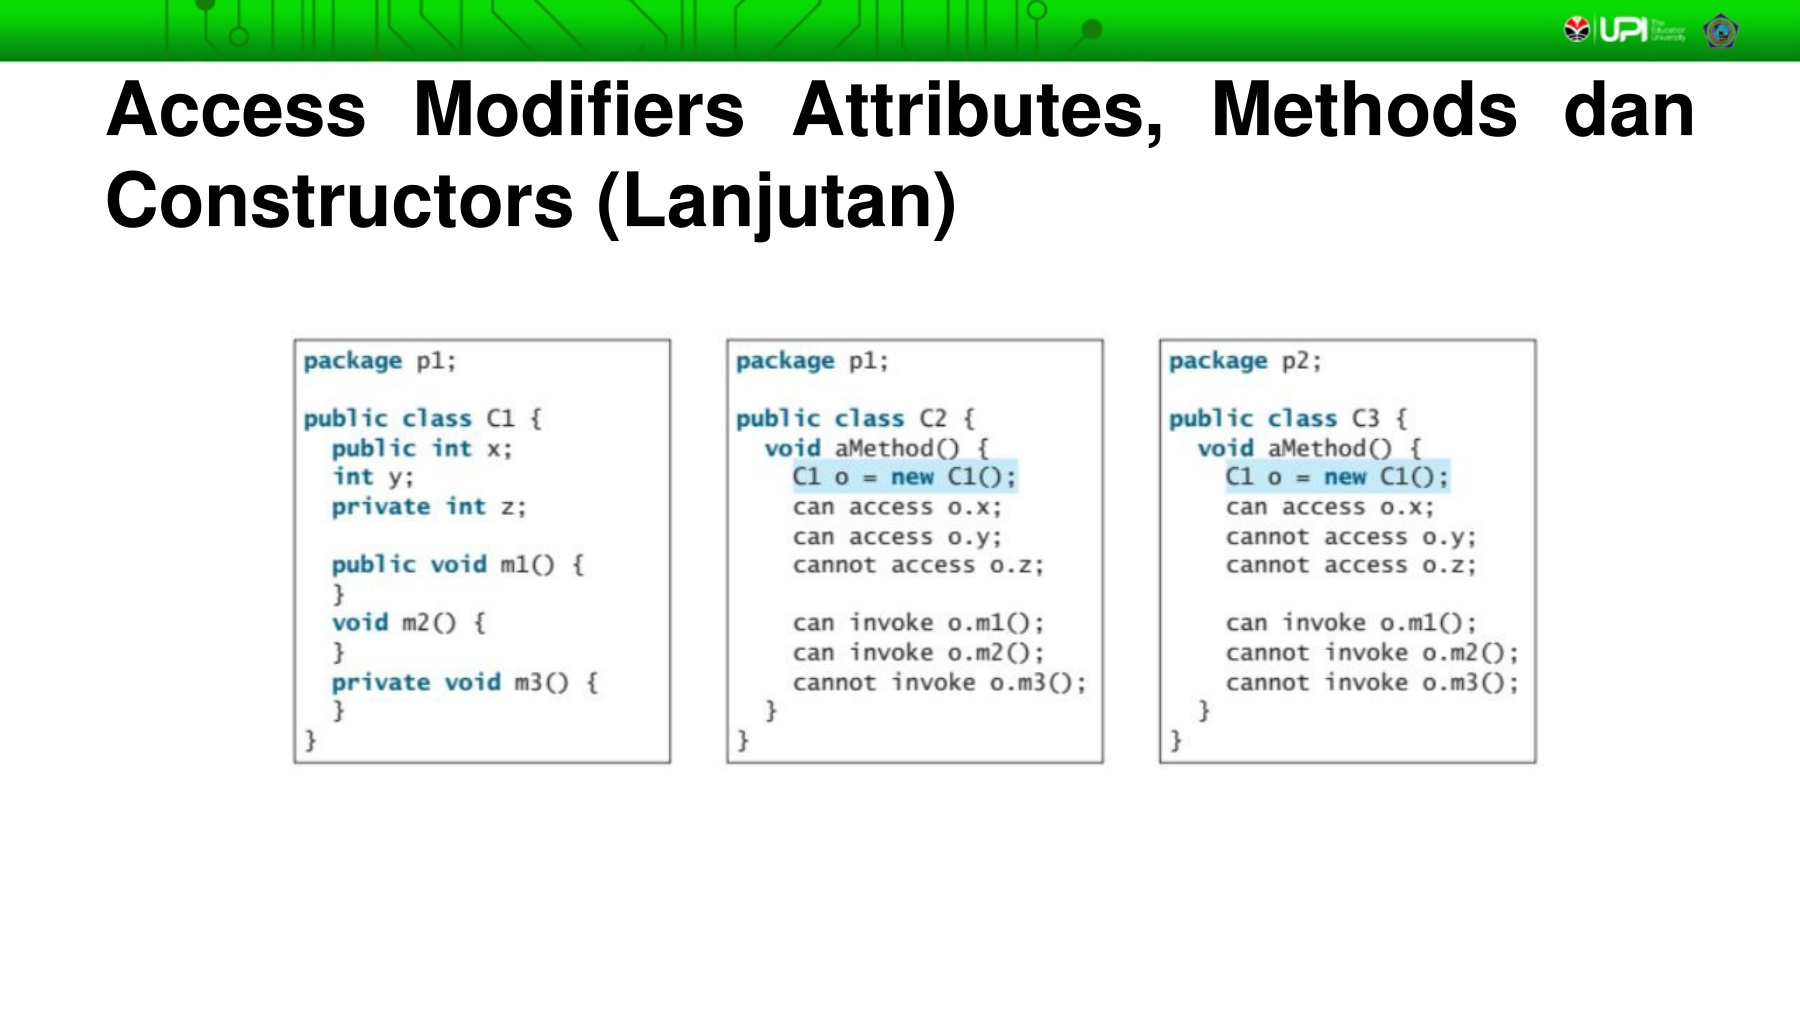 UPI The Education University
Access Modifiers Attributes, Methods dan
Constructors (Lanjutan)
package p1;
public class C1 {
public int x;
int y;
private int z;
public void m1() {
}
void m2() {
}
private void m3() {
}
}
package p1;
public class C2 {
void aMethod() {
C1 o = new C1();
can access o.x;
can access o.y;
cannot access o.z;
can invoke o.m1();
can invoke o.m2();
cannot invoke o.m3();
}
}
package p2;
public class C3 {
void aMethod() {
C1 o = new C1();
can access o.x;
cannot access o.y;
cannot access o.z;
can invoke o.m1();
cannot invoke o.m2();
cannot invoke o.m3();
}
}